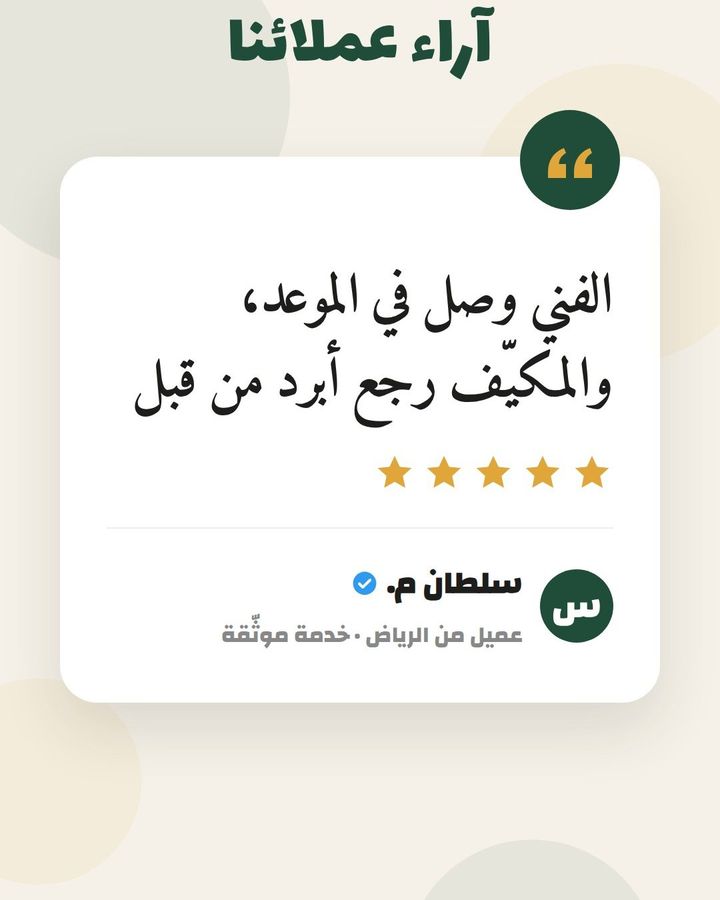 آراء عملائنا
“
الفني وصل في الموعد،
والمكيّف رجع أبرد من قبل
س
سلطان م.
عميل من الرياض · خدمة موثّقة